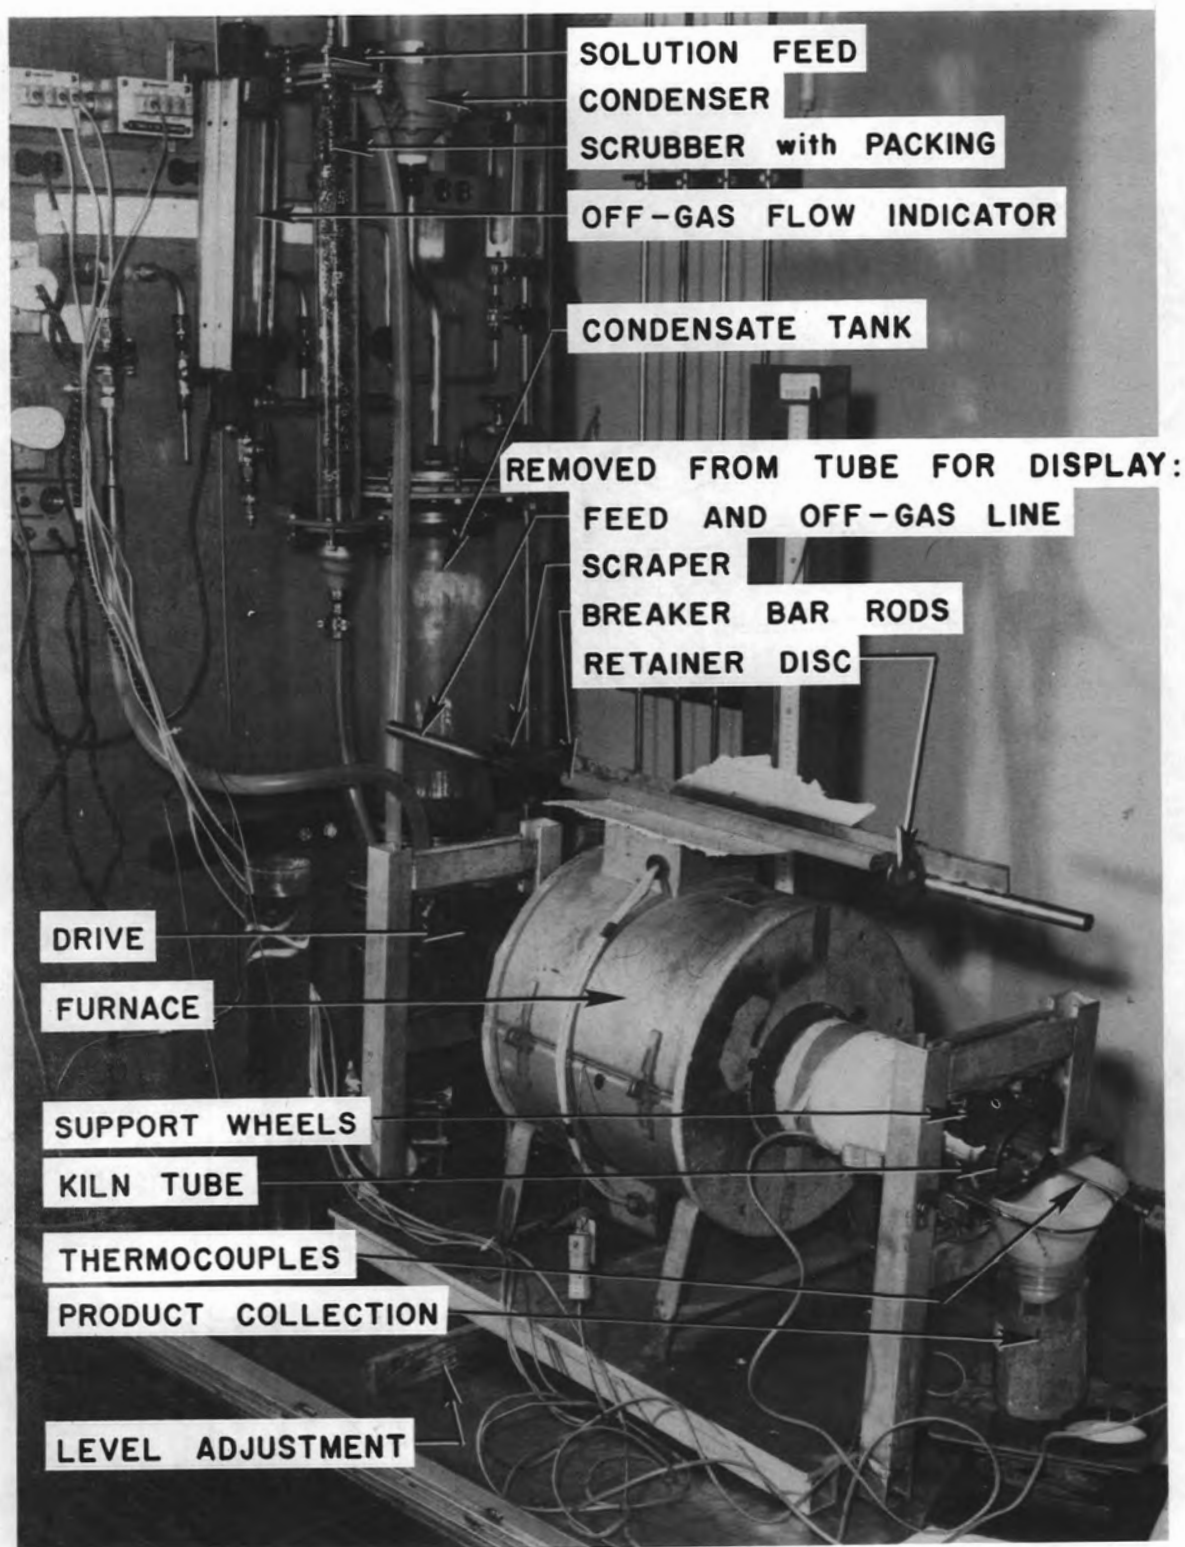 SOLUTION FEED
CONDENSER
SCRUBBER with PACKING
OFF-GAS FLOW INDICATOR
CONDENSATE TANK
REMOVED FROM TUBE FOR DISPLAY:
FEED AND OFF-GAS LINE
SCRAPER
BREAKER BAR RODS
RETAINER DISC
DRIVE
FURNACE
SUPPORT WHEELS
KILN TUBE
THERMOCOUPLES
PRODUCT COLLECTION
LEVEL ADJUSTMENT